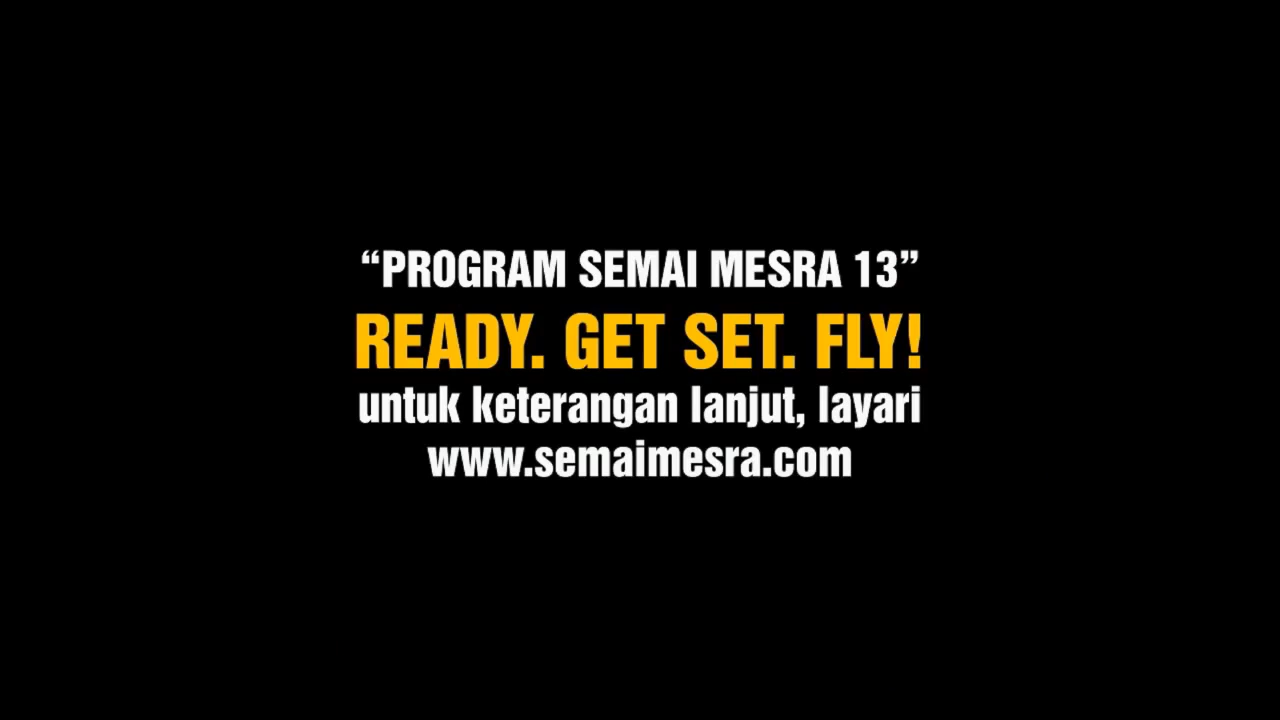 “PROGRAM SEMAI MESRA 13”
READY. GET SET. FLY!
untuk keterangan lanjut, layari
www.semaimesra.com